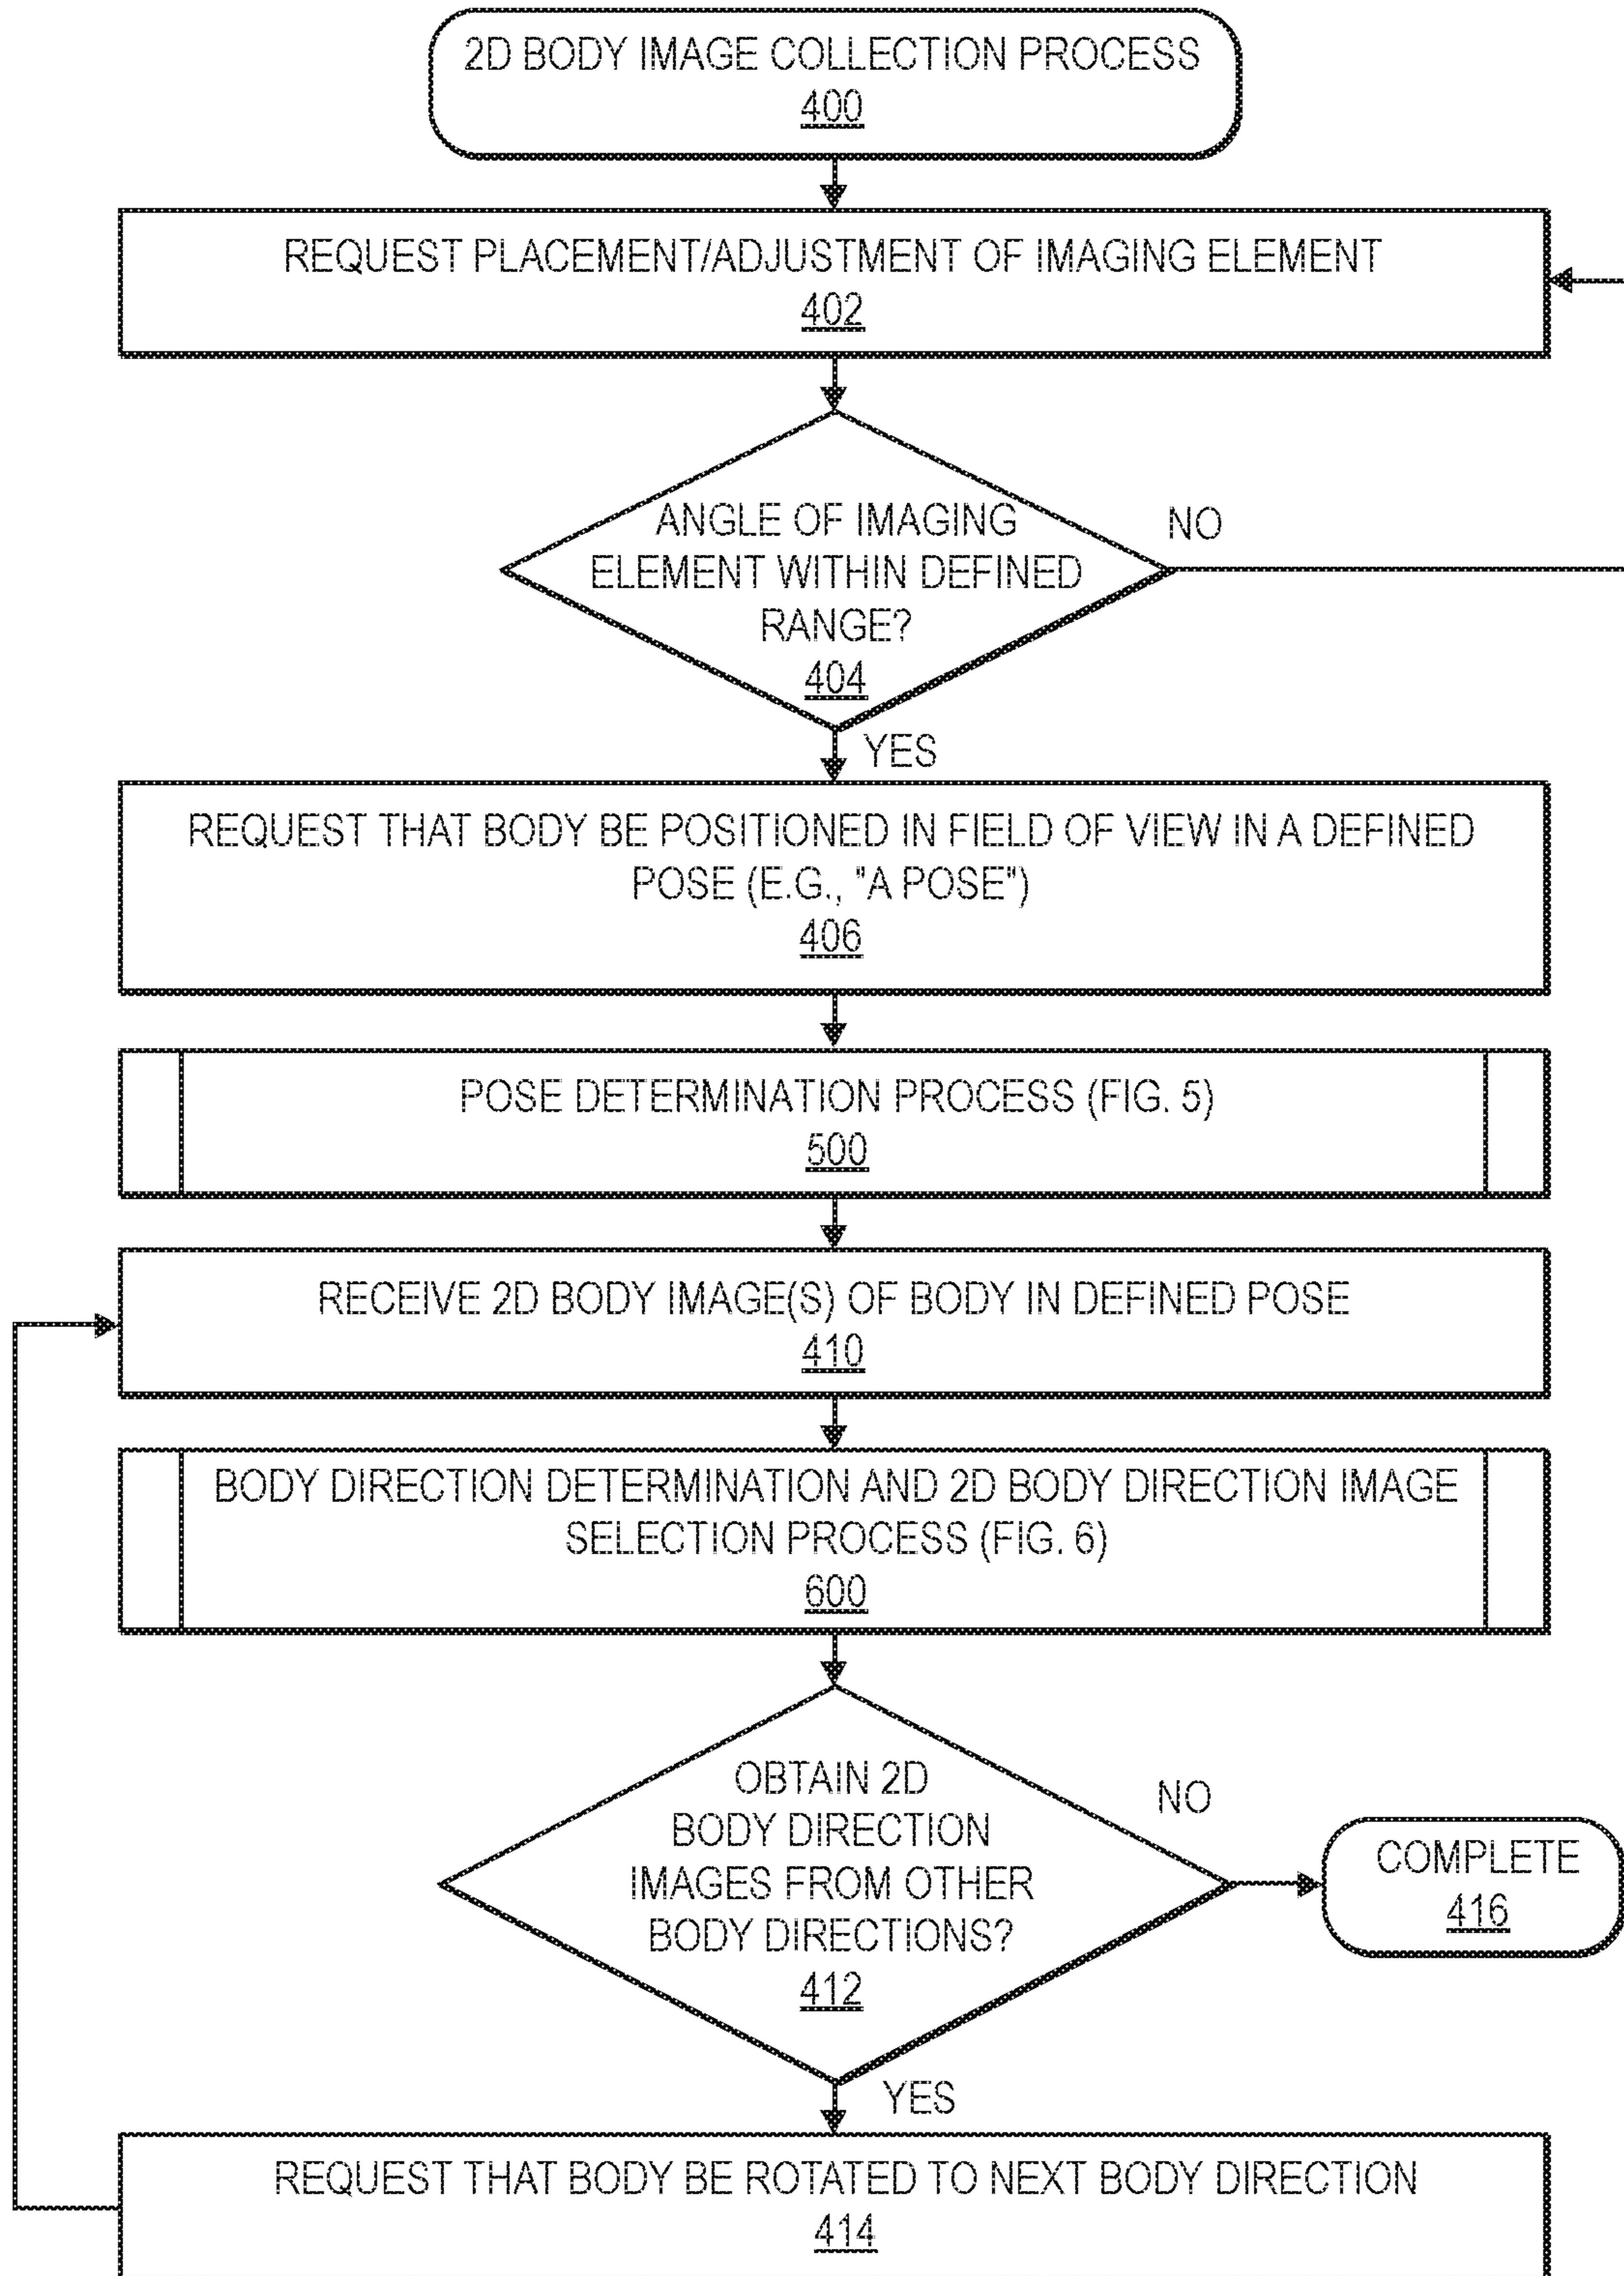 2D BODY IMAGE COLLECTION PROCESS
400
REQUEST PLACEMENT/ADJUSTMENT OF IMAGING ELEMENT
402
ANGLE OF IMAGING
ELEMENT WITHIN DEFINED
RANGE?
404
NO
YES
REQUEST THAT BODY BE POSITIONED IN FIELD OF VIEW IN A DEFINED
POSE (E.G., "A POSE")
406
POSE DETERMINATION PROCESS (FIG. 5)
500
RECEIVE 2D BODY IMAGE(S) OF BODY IN DEFINED POSE
410
BODY DIRECTION DETERMINATION AND 2D BODY DIRECTION IMAGE
SELECTION PROCESS (FIG. 6)
600
OBTAIN 2D
BODY DIRECTION
IMAGES FROM OTHER
BODY DIRECTIONS?
412
NO
COMPLETE
416
YES
REQUEST THAT BODY BE ROTATED TO NEXT BODY DIRECTION
414